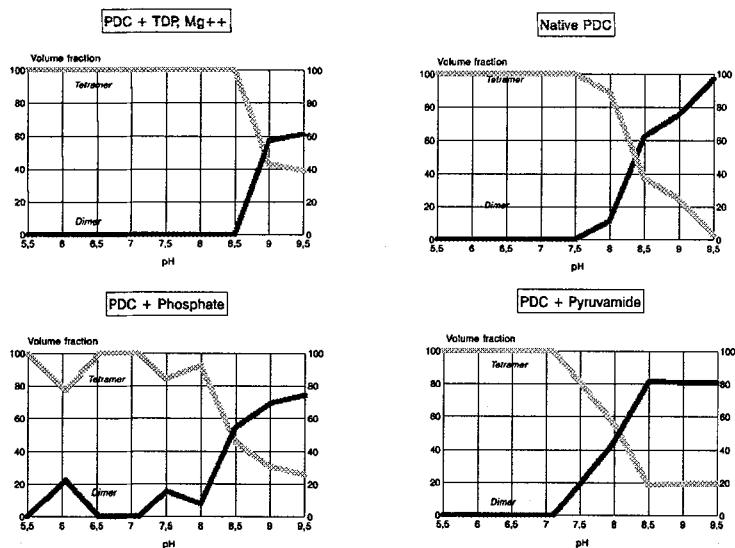 PDC + TDP, Mg++
Volume fraction
100 100
80 80
60 60
40 40
20 20
0 0
Tetramer
Dimer
5,5 6 6,5 7 7,5 8 8,5 9 9,5
pH
Native PDC
Volume fraction
100 100
80 80
60 60
40 40
20 20
0 0
Tetramer
Dimer
5,5 6 6,5 7 7,5 8 8,5 9 9,5
pH
PDC + Phosphate
Volume fraction
100 100
80 80
60 60
40 40
20 20
0 0
Tetramer
Dimer
5,5 6 6,5 7 7,5 8 8,5 9 9,5
pH
PDC + Pyruvamide
Volume fraction
100 100
80 80
60 60
40 40
20 20
0 0
Tetramer
Dimer
5,5 6 6,5 7 7,5 8 8,5 9 9,5
pH